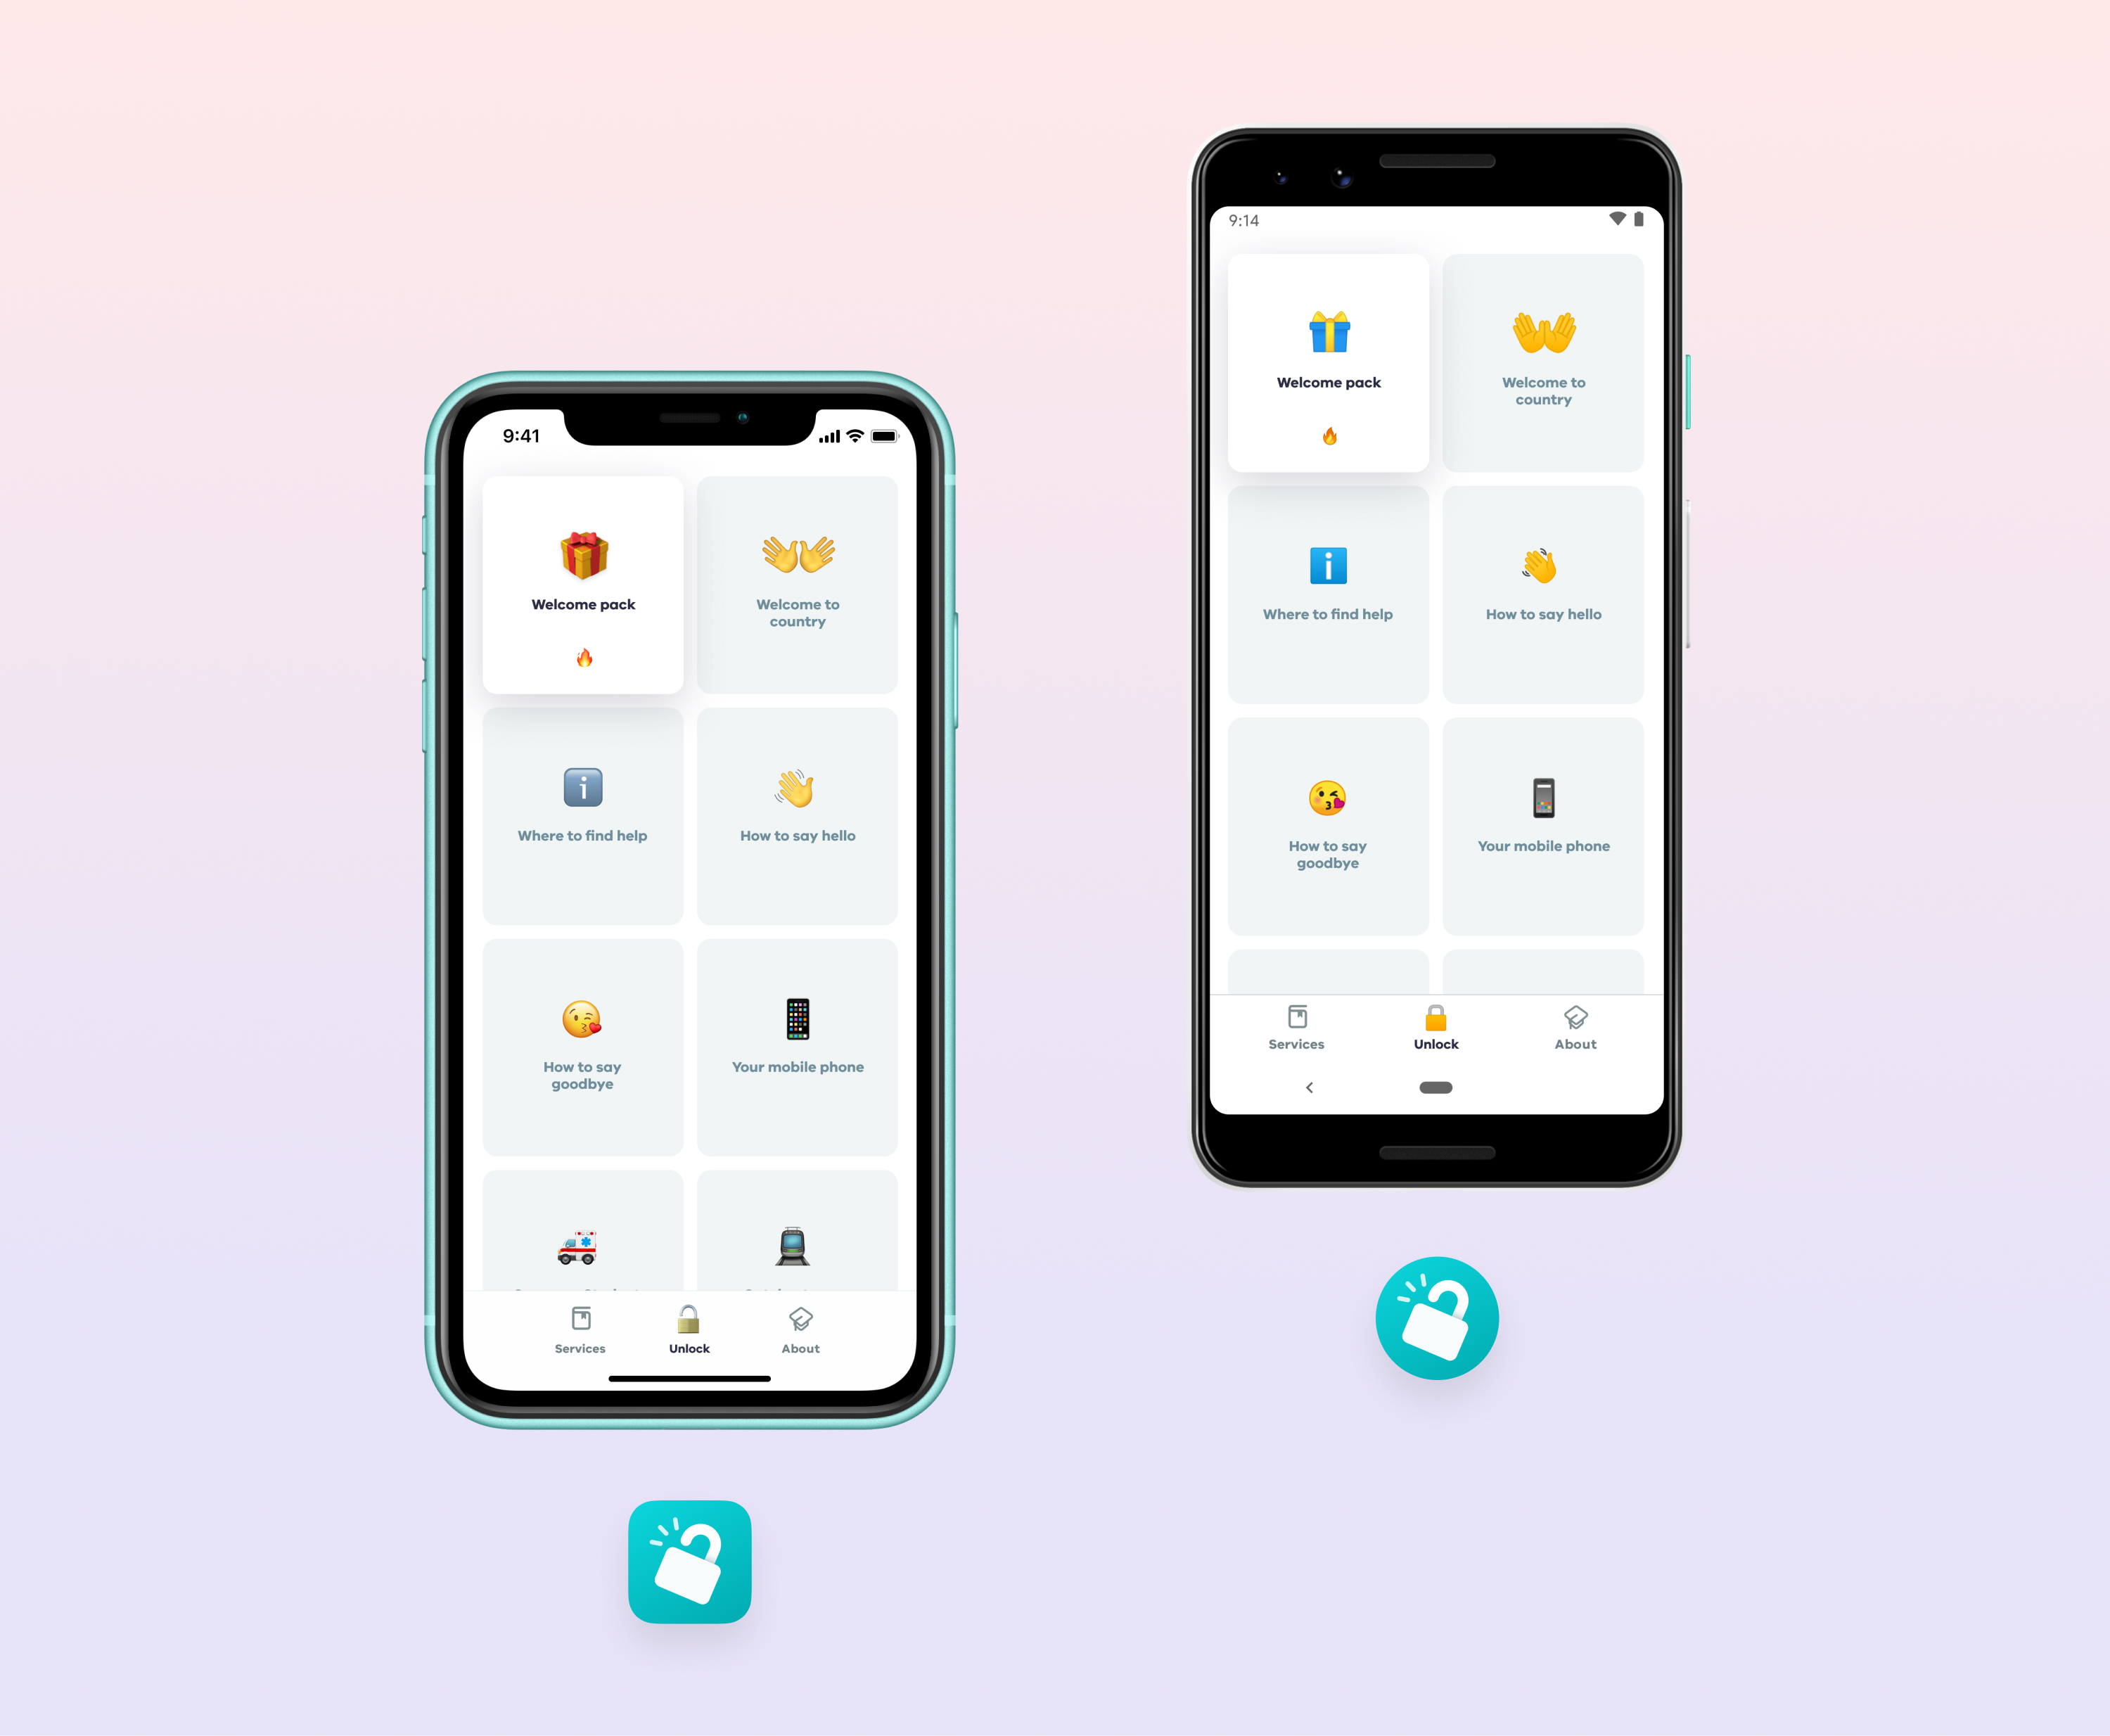 9:41
Welcome pack
Welcome to
country
Where to find help
How to say hello
How to say
goodbye
Your mobile phone
Services
Unlock
About
9:14
Welcome pack
Welcome to
country
Where to find help
How to say hello
How to say
goodbye
Your mobile phone
Services
Unlock
About